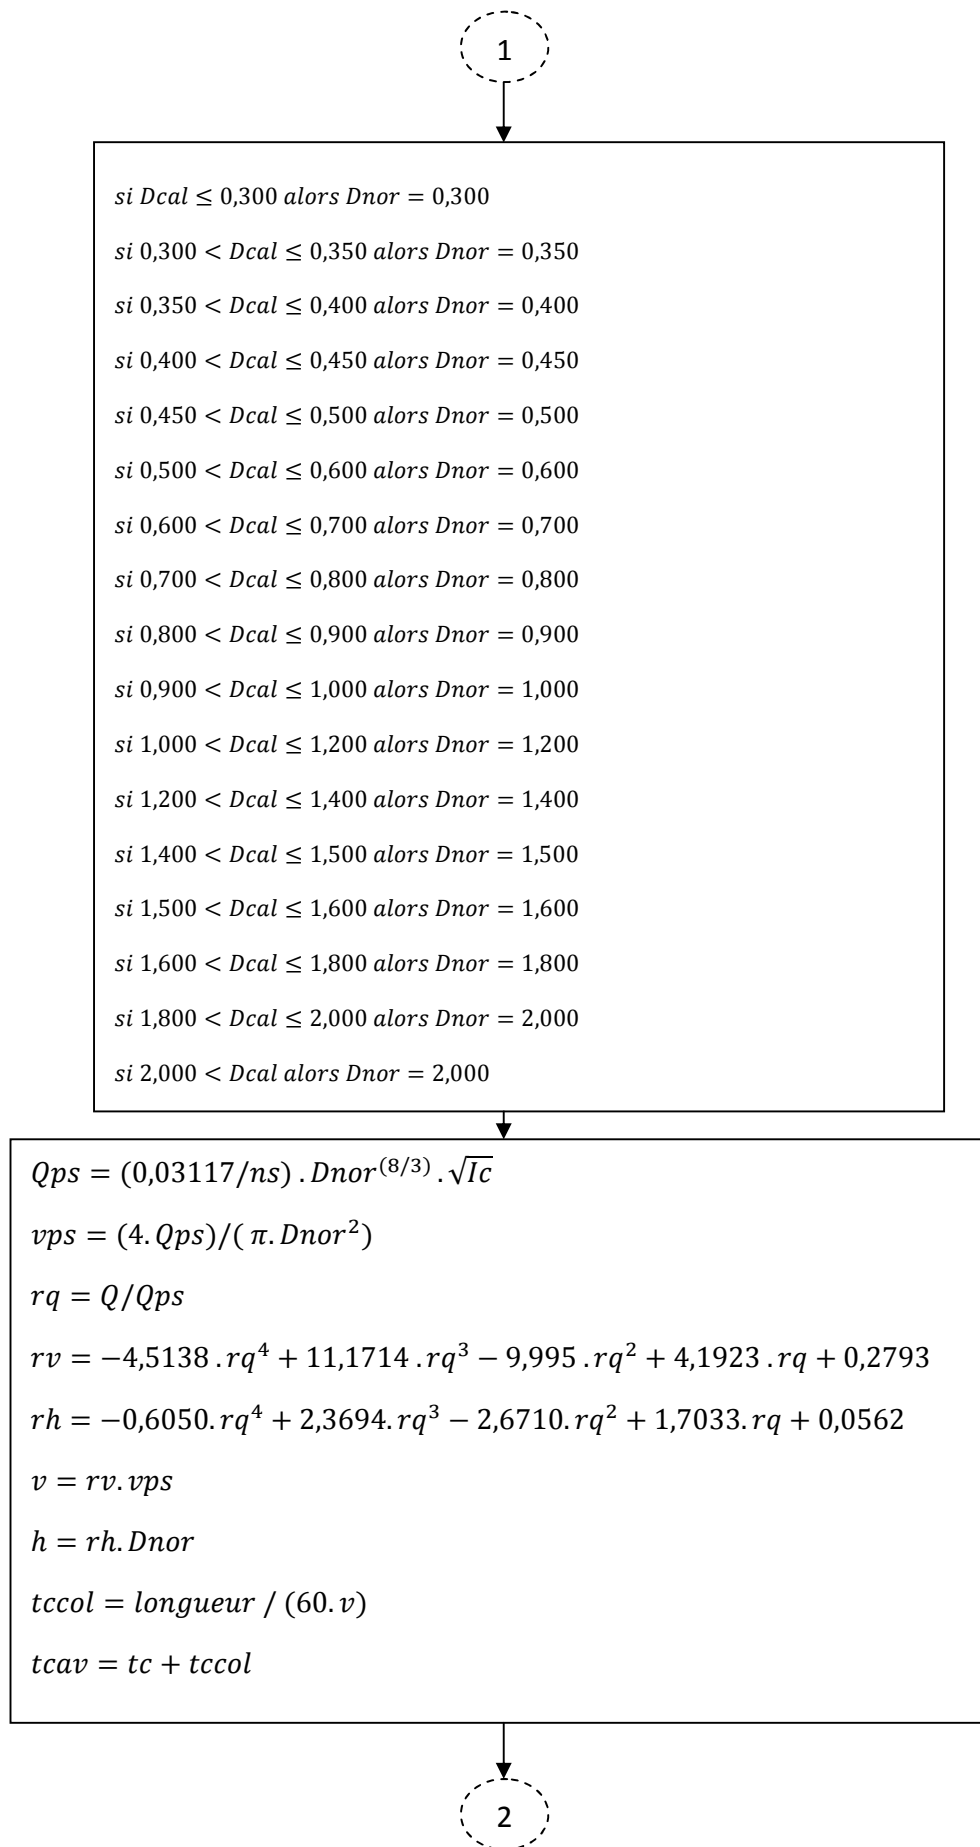 1
si Dcal ≤ 0,300 alors Dnor = 0,300
si 0,300 < Dcal ≤ 0,350 alors Dnor = 0,350
si 0,350 < Dcal ≤ 0,400 alors Dnor = 0,400
si 0,400 < Dcal ≤ 0,450 alors Dnor = 0,450
si 0,450 < Dcal ≤ 0,500 alors Dnor = 0,500
si 0,500 < Dcal ≤ 0,600 alors Dnor = 0,600
si 0,600 < Dcal ≤ 0,700 alors Dnor = 0,700
si 0,700 < Dcal ≤ 0,800 alors Dnor = 0,800
si 0,800 < Dcal ≤ 0,900 alors Dnor = 0,900
si 0,900 < Dcal ≤ 1,000 alors Dnor = 1,000
si 1,000 < Dcal ≤ 1,200 alors Dnor = 1,200
si 1,200 < Dcal ≤ 1,400 alors Dnor = 1,400
si 1,400 < Dcal ≤ 1,500 alors Dnor = 1,500
si 1,500 < Dcal ≤ 1,600 alors Dnor = 1,600
si 1,600 < Dcal ≤ 1,800 alors Dnor = 1,800
si 1,800 < Dcal ≤ 2,000 alors Dnor = 2,000
si 2,000 < Dcal alors Dnor = 2,000
Qps = (0,03117/ns) . Dnor^(8/3) . √Ic
vps = (4. Qps)/( π. Dnor²)
rq = Q/Qps
rv = −4,5138 . rq⁴ + 11,1714 . rq³ − 9,995 . rq² + 4,1923 . rq + 0,2793
rh = −0,6050. rq⁴ + 2,3694. rq³ − 2,6710. rq² + 1,7033. rq + 0,0562
v = rv. vps
h = rh. Dnor
tccol = longueur / (60. v)
tcav = tc + tccol
2